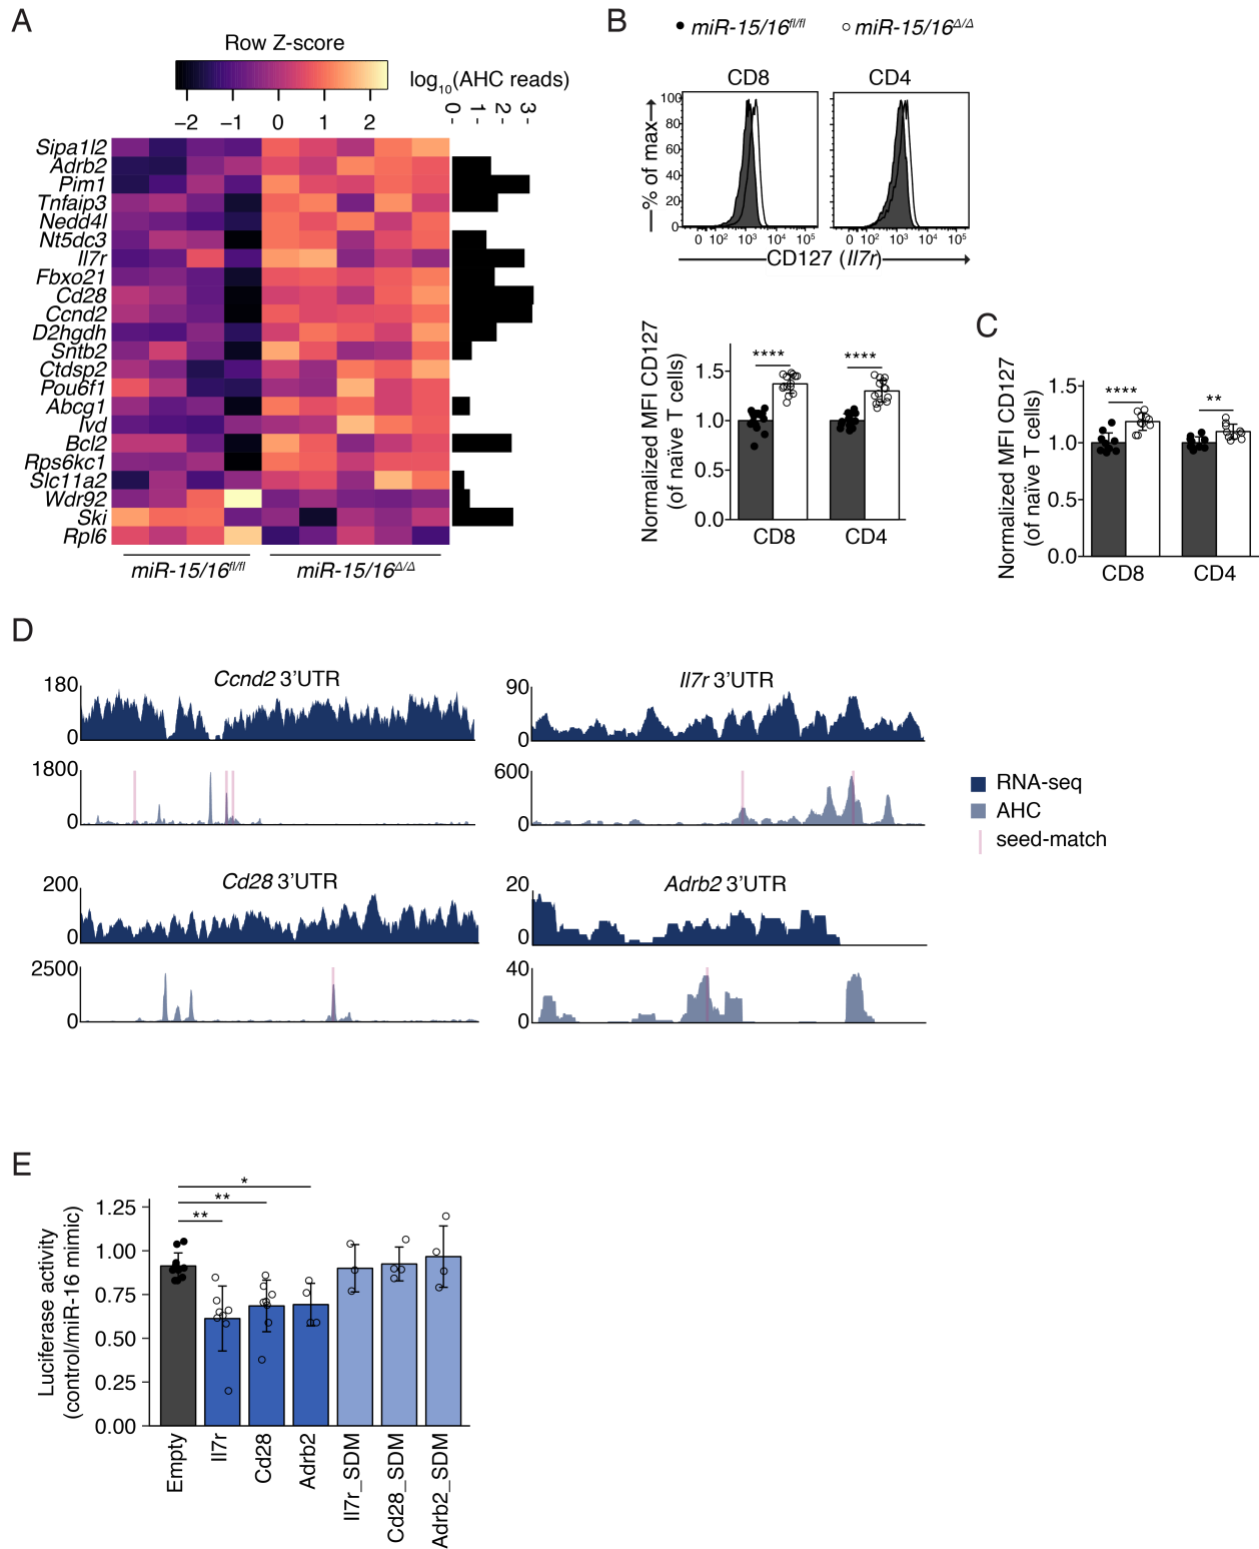 A
Row Z-score
−2 −1 0 1 2
log10(AHC reads)
0 1 2 3
Sipa1l2
Adrb2
Pim1
Tnfaip3
Nedd4l
Nt5dc3
Il7r
Fbxo21
Cd28
Ccnd2
D2hgdh
Sntb2
Ctdsp2
Pou6f1
Abcg1
Ivd
Bcl2
Rps6kc1
Slc11a2
Wdr92
Ski
Rpl6
miR-15/16fl/fl miR-15/16Δ/Δ
B
miR-15/16fl/fl miR-15/16Δ/Δ
CD8 CD4
% of max
100
80
60
40
20
0
0 10² 10³ 10⁴ 10⁵ 0 10² 10³ 10⁴ 10⁵
CD127 (Il7r)
Normalized MFI CD127
(of naïve T cells)
1.5
1.0
0.5
0.0
**** ****
CD8 CD4
C
Normalized MFI CD127
(of naïve T cells)
1.5
1.0
0.5
0.0
**** **
CD8 CD4
D
Ccnd2 3'UTR
180
0
1800
0
Il7r 3'UTR
90
0
600
0
RNA-seq
AHC
seed-match
Cd28 3'UTR
200
0
2500
0
Adrb2 3'UTR
20
0
40
0
E
Luciferase activity
(control/miR-16 mimic)
1.25
1.00
0.75
0.50
0.25
0.00
*
**
**
Empty
Il7r
Cd28
Adrb2
Il7r_SDM
Cd28_SDM
Adrb2_SDM